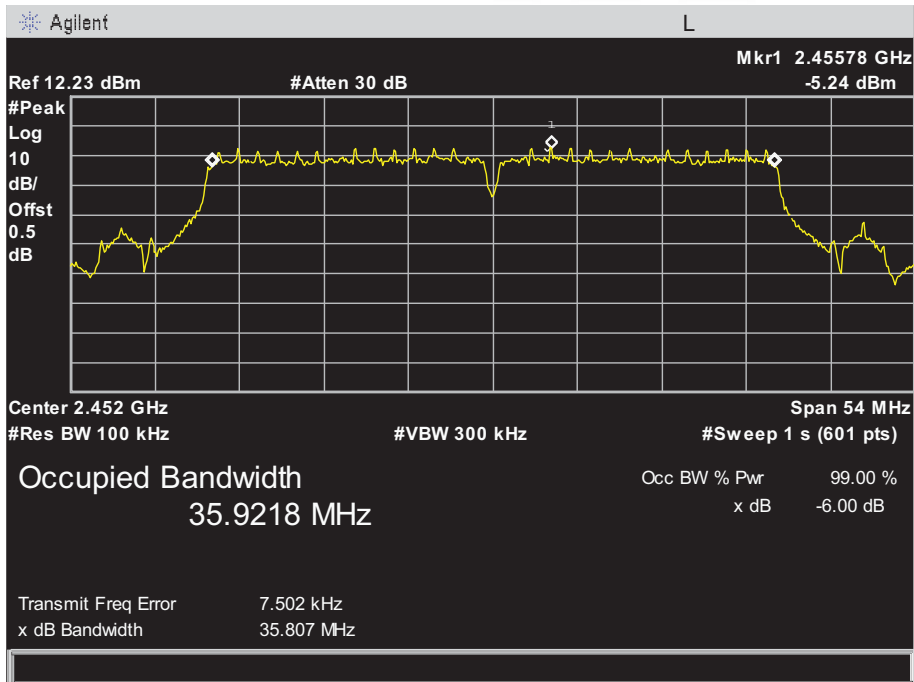 Agilent L
Mkr1 2.45578 GHz
Ref 12.23 dBm #Atten 30 dB -5.24 dBm
#Peak
Log
10
dB/
Offst
0.5
dB
1
Center 2.452 GHz Span 54 MHz
#Res BW 100 kHz #VBW 300 kHz #Sweep 1 s (601 pts)
Occupied Bandwidth Occ BW % Pwr 99.00 %
35.9218 MHz x dB -6.00 dB
Transmit Freq Error 7.502 kHz
x dB Bandwidth 35.807 MHz